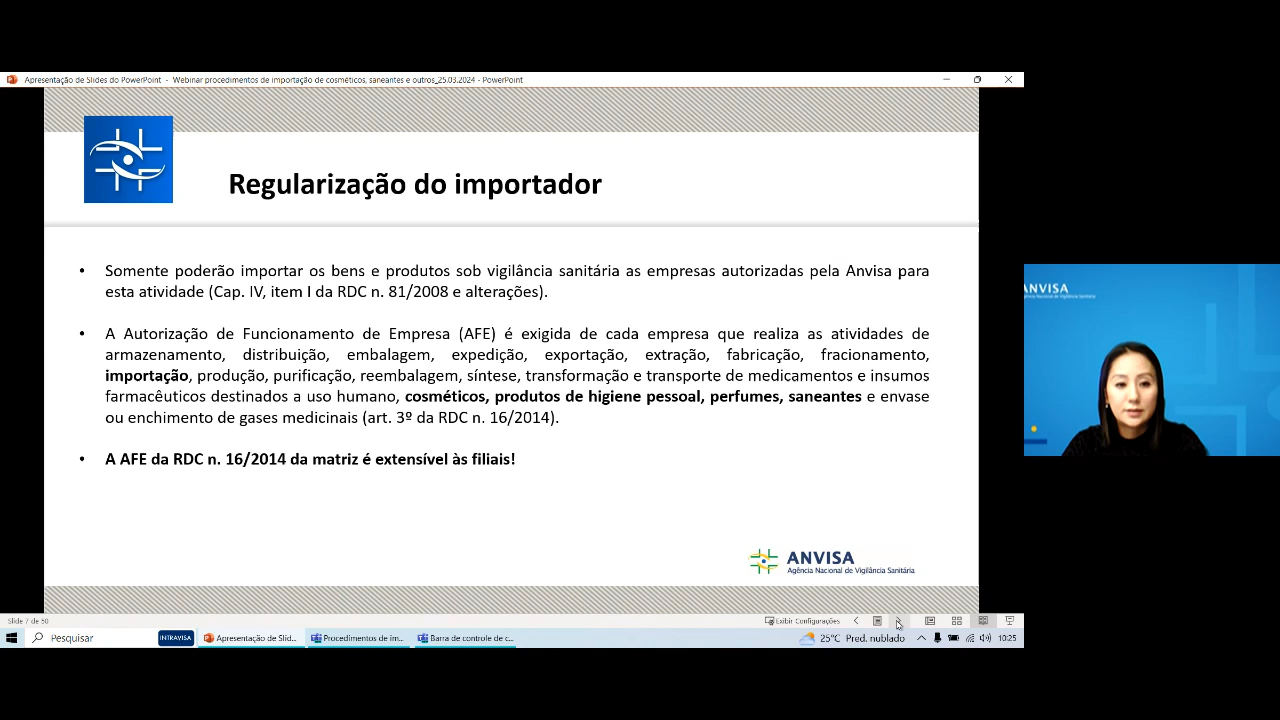 Apresentação de Slides do PowerPoint - Webinar procedimentos de importação de cosméticos, saneantes e outros_25.03.2024 - PowerPoint
Regularização do importador
• Somente poderão importar os bens e produtos sob vigilância sanitária as empresas autorizadas pela Anvisa para
esta atividade (Cap. IV, item I da RDC n. 81/2008 e alterações).
• A Autorização de Funcionamento de Empresa (AFE) é exigida de cada empresa que realiza as atividades de
armazenamento, distribuição, embalagem, expedição, exportação, extração, fabricação, fracionamento,
importação, produção, purificação, reembalagem, síntese, transformação e transporte de medicamentos e insumos
farmacêuticos destinados a uso humano, cosméticos, produtos de higiene pessoal, perfumes, saneantes e envase
ou enchimento de gases medicinais (art. 3º da RDC n. 16/2014).
• A AFE da RDC n. 16/2014 da matriz é extensível às filiais!
ANVISA
Agência Nacional de Vigilância Sanitária
ANVISA
Agência Nacional de Vigilância Sanitária
Slide 7 de 50
Exibir Configurações
Pesquisar
INTRAVISA
Apresentação de Slid...
Procedimentos de im...
Barra de controle de c...
25°C Pred. nublado
10:25